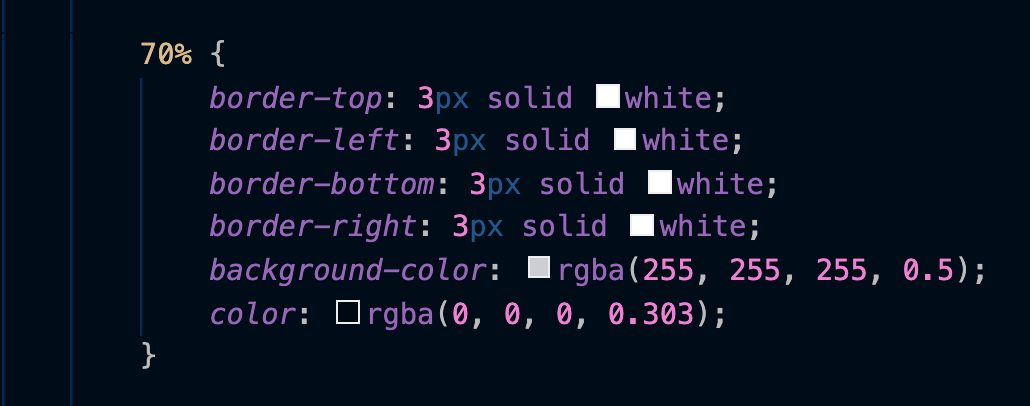 70% {
border-top: 3px solid white;
border-left: 3px solid white;
border-bottom: 3px solid white;
border-right: 3px solid white;
background-color: rgba(255, 255, 255, 0.5);
color: rgba(0, 0, 0, 0.303);
}